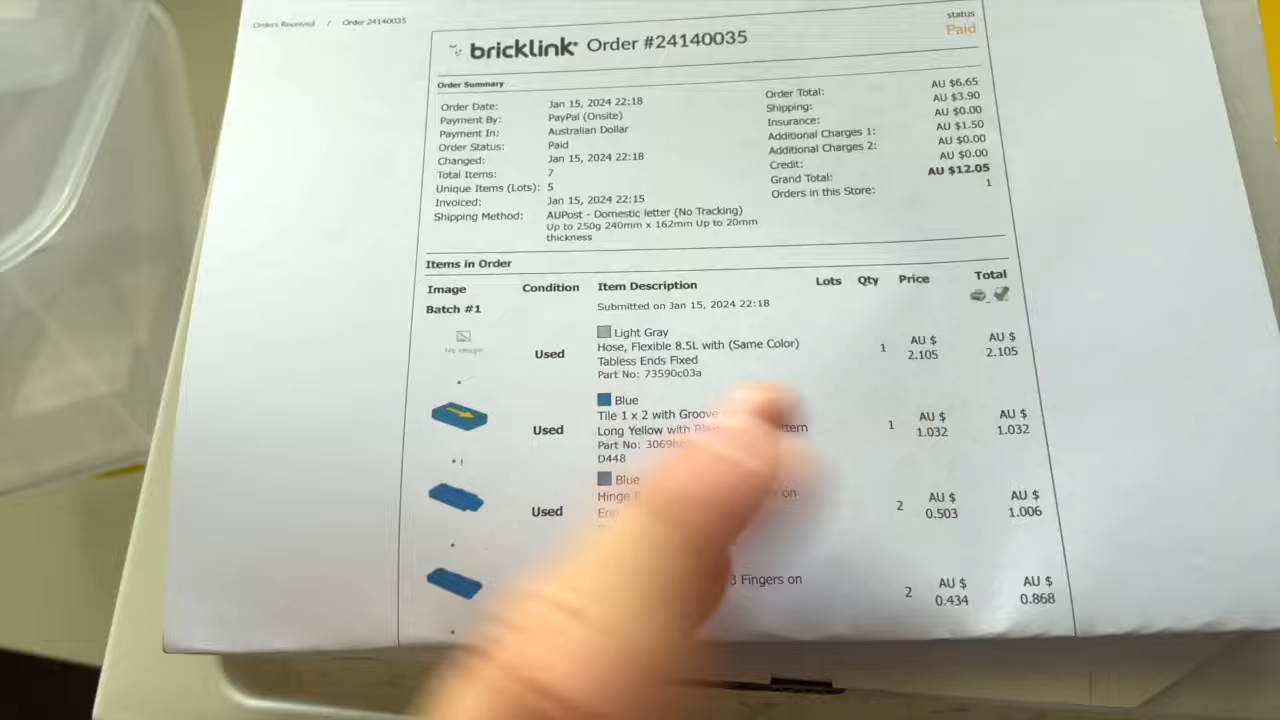 Orders Received / Order 24140035
bricklink Order #24140035
status
Paid
Order Summary
Order Date: Jan 15, 2024 22:18
Payment By: PayPal (Onsite)
Payment In: Australian Dollar
Order Status: Paid
Changed: Jan 15, 2024 22:18
Total Items: 7
Unique Items (Lots): 5
Invoiced: Jan 15, 2024 22:15
Shipping Method: AUPost - Domestic letter (No Tracking)
Up to 250g 240mm x 162mm Up to 20mm
thickness
Order Total: AU $6.65
Shipping: AU $3.90
Insurance: AU $0.00
Additional Charges 1: AU $1.50
Additional Charges 2: AU $0.00
Credit: AU $0.00
Grand Total: AU $12.05
Orders in this Store: 1
Items in Order
Image Condition Item Description Lots Qty Price Total
Batch #1 Submitted on Jan 15, 2024 22:18
No Image
Used
Light Gray
Hose, Flexible 8.5L with (Same Color)
Tabless Ends Fixed
Part No: 73590c03a
1 AU $ AU $
2.105 2.105
Used
Blue
Tile 1 x 2 with Groove
Long Yellow with
Part No:
D448
1 AU $ AU $
1.032 1.032
Used
Blue
Hinge on
End
2 AU $ AU $
0.503 1.006
3 Fingers on
2 AU $ AU $
0.434 0.868